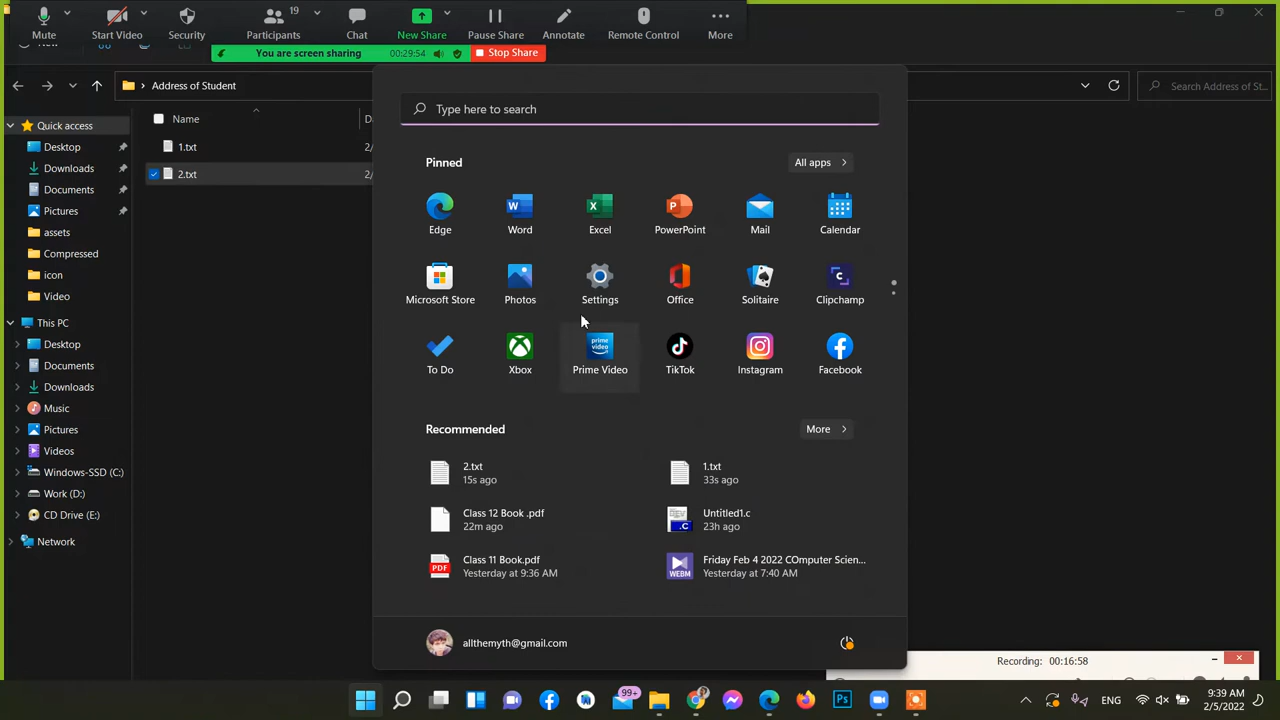 19
Mute
Start Video
Security
Participants
Chat
New Share
Pause Share
Annotate
Remote Control
More
You are screen sharing
00:29:54
Stop Share
Address of Student
Search Address of St...
Type here to search
Quick access
Desktop
Downloads
Documents
Pictures
assets
Compressed
icon
Video
This PC
Desktop
Documents
Downloads
Music
Pictures
Videos
Windows-SSD (C:)
Work (D:)
CD Drive (E:)
Network
Name
1.txt
2/
2.txt
2/
Pinned
All apps
Edge
Word
Excel
PowerPoint
Mail
Calendar
Microsoft Store
Photos
Settings
Office
Solitaire
Clipchamp
To Do
Xbox
prime
video
Prime Video
TikTok
Instagram
Facebook
Recommended
More
2.txt
15s ago
1.txt
33s ago
Class 12 Book .pdf
22m ago
.C
Untitled1.c
23h ago
PDF
Class 11 Book.pdf
Yesterday at 9:36 AM
WEBM
Friday Feb 4 2022 COmputer Scien...
Yesterday at 7:40 AM
allthemyth@gmail.com
Recording: 00:16:58
99+
Ps
ENG
9:39 AM
2/5/2022